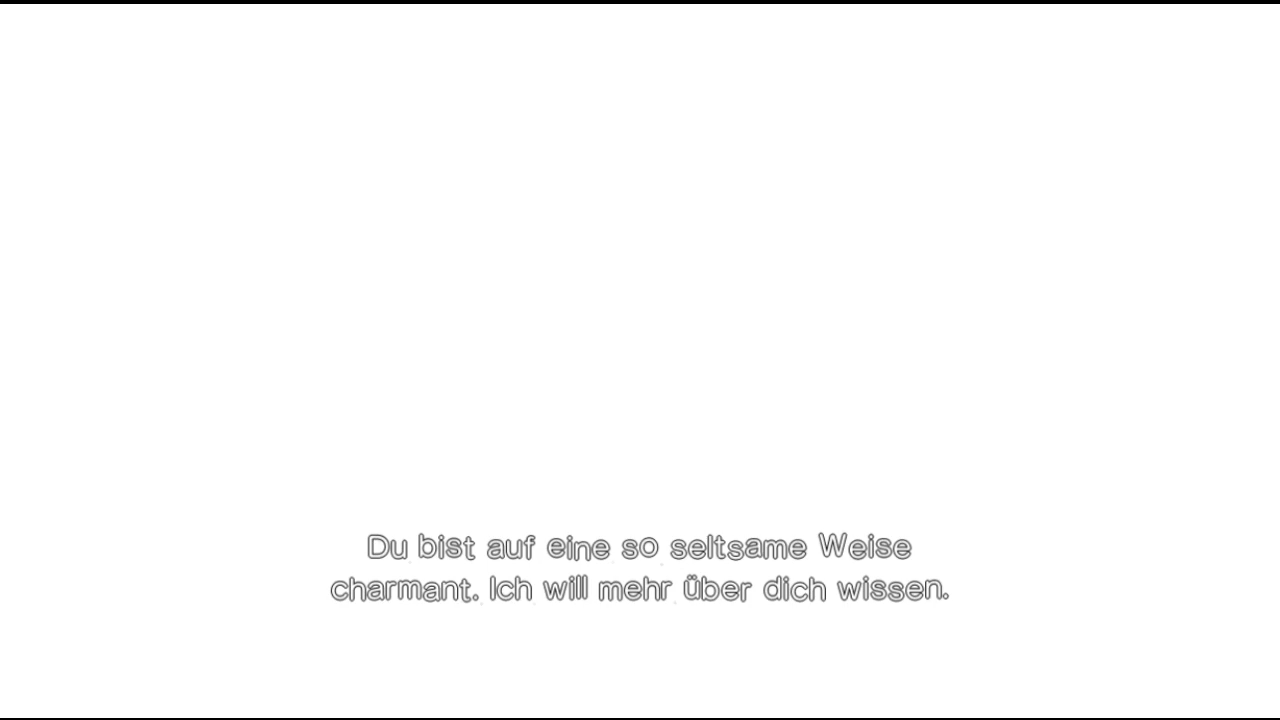 Du bist auf eine so seltsame Weise
charmant. Ich will mehr über dich wissen.